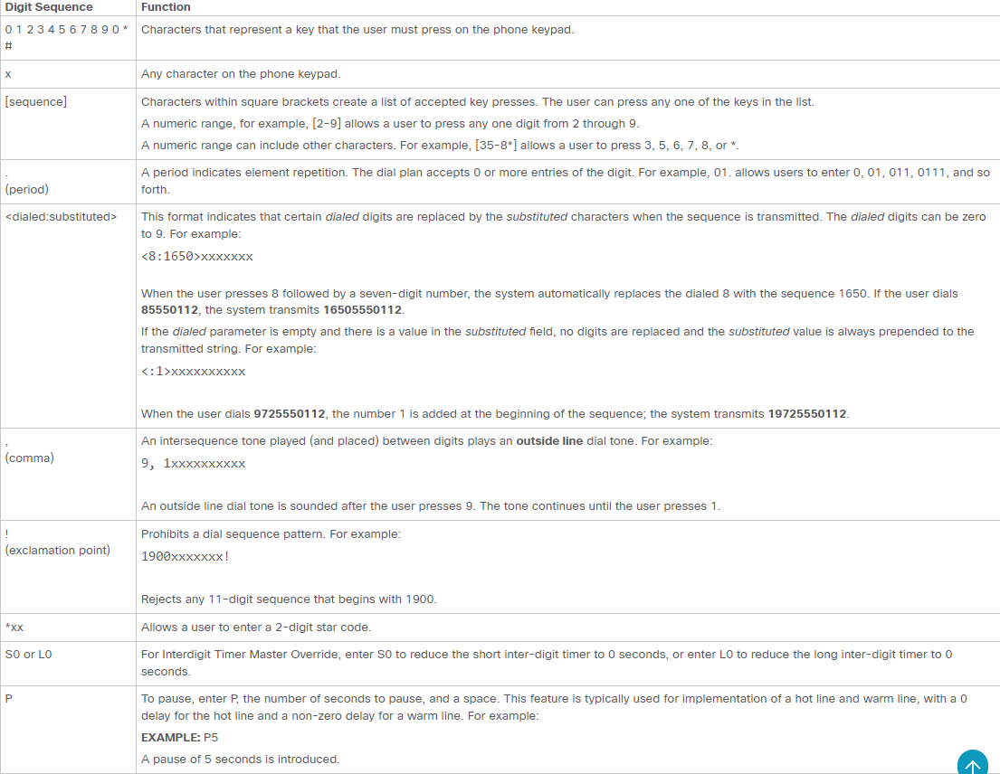 Digit Sequence Function
0 1 2 3 4 5 6 7 8 9 0 * Characters that represent a key that the user must press on the phone keypad.
#
x Any character on the phone keypad.
[sequence] Characters within square brackets create a list of accepted key presses. The user can press any one of the keys in the list.
A numeric range, for example, [2-9] allows a user to press any one digit from 2 through 9.
A numeric range can include other characters. For example, [35-8*] allows a user to press 3, 5, 6, 7, 8, or *.
. A period indicates element repetition. The dial plan accepts 0 or more entries of the digit. For example, 01. allows users to enter 0, 01, 011, 0111, and so
(period) forth.
<dialed:substituted> This format indicates that certain dialed digits are replaced by the substituted characters when the sequence is transmitted. The dialed digits can be zero
to 9. For example:
<8:1650>xxxxxxx
When the user presses 8 followed by a seven-digit number, the system automatically replaces the dialed 8 with the sequence 1650. If the user dials
85550112, the system transmits 16505550112.
If the dialed parameter is empty and there is a value in the substituted field, no digits are replaced and the substituted value is always prepended to the
transmitted string. For example:
<:1>xxxxxxxxxx
When the user dials 9725550112, the number 1 is added at the beginning of the sequence; the system transmits 19725550112.
, An intersequence tone played (and placed) between digits plays an outside line dial tone. For example:
(comma)
9, 1xxxxxxxxxx
An outside line dial tone is sounded after the user presses 9. The tone continues until the user presses 1.
! Prohibits a dial sequence pattern. For example:
(exclamation point)
1900xxxxxxx!
Rejects any 11-digit sequence that begins with 1900.
*xx Allows a user to enter a 2-digit star code.
S0 or L0 For Interdigit Timer Master Override, enter S0 to reduce the short inter-digit timer to 0 seconds, or enter L0 to reduce the long inter-digit timer to 0
seconds.
P To pause, enter P, the number of seconds to pause, and a space. This feature is typically used for implementation of a hot line and warm line, with a 0
delay for the hot line and a non-zero delay for a warm line. For example:
EXAMPLE: P5
A pause of 5 seconds is introduced.